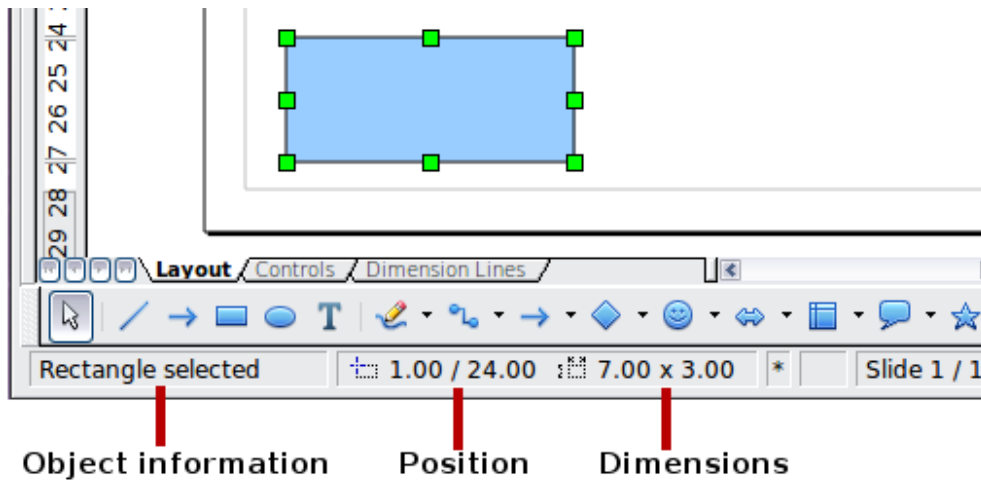 24
25
26
27
28
29
Layout Controls Dimension Lines
T
Rectangle selected 1.00 / 24.00 7.00 x 3.00 * Slide 1 / 1
Object information Position Dimensions